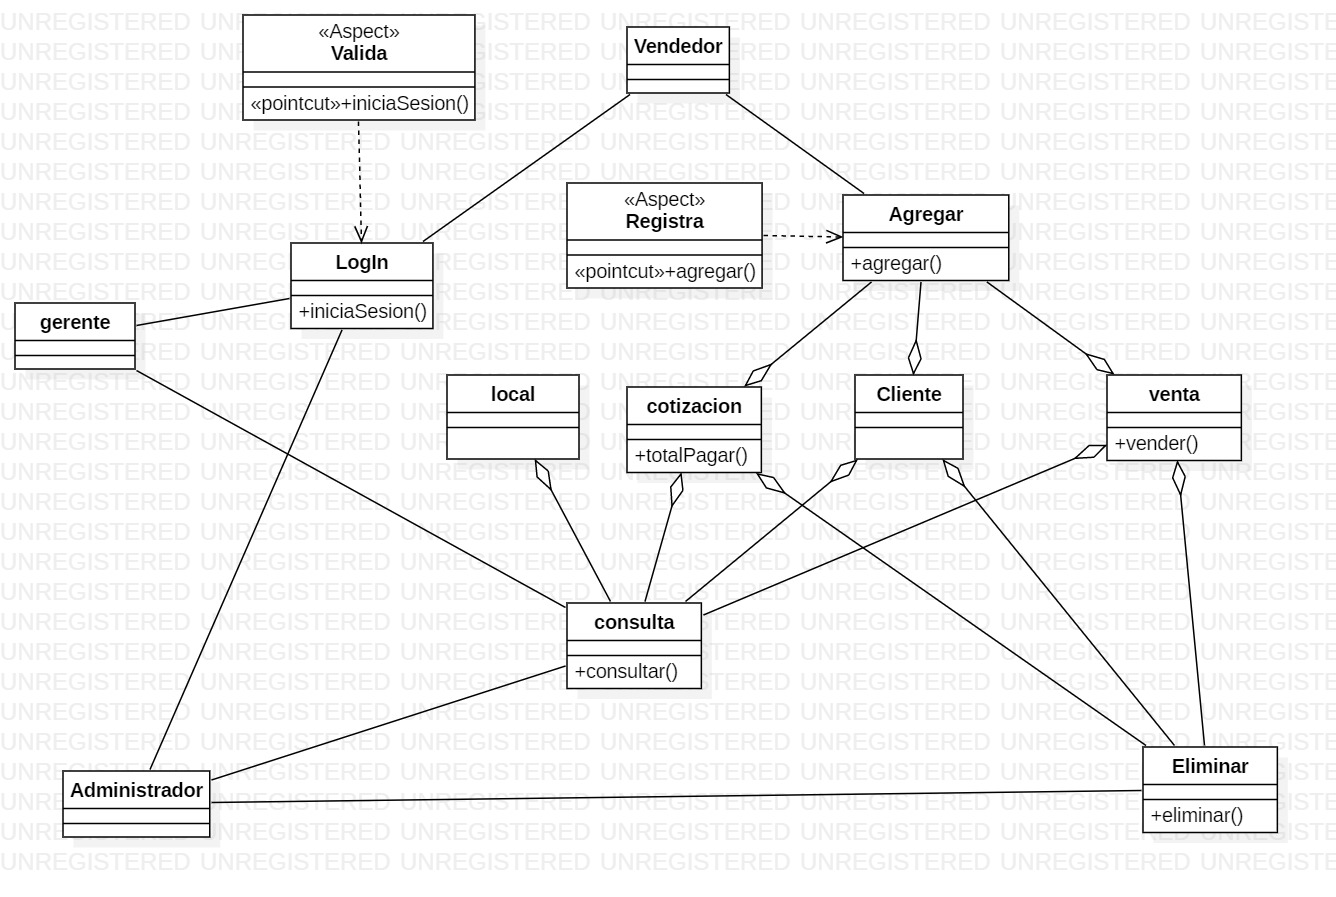 «Aspect»
Valida
«pointcut»+iniciaSesion()
Vendedor
«Aspect»
Registra
«pointcut»+agregar()
Agregar
+agregar()
LogIn
+iniciaSesion()
gerente
local
cotizacion
+totalPagar()
Cliente
venta
+vender()
consulta
+consultar()
Administrador
Eliminar
+eliminar()
UNREGISTERED